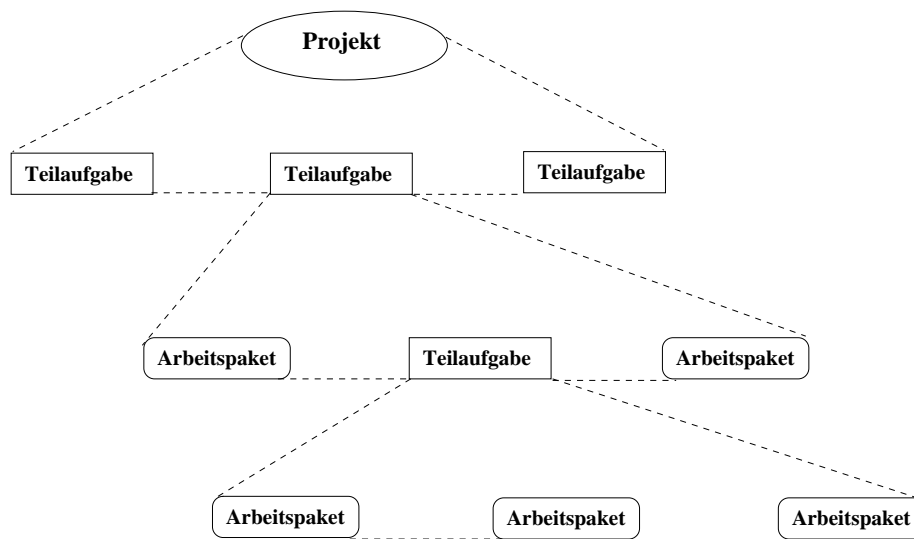 Projekt
Teilaufgabe
Teilaufgabe
Teilaufgabe
Arbeitspaket
Teilaufgabe
Arbeitspaket
Arbeitspaket
Arbeitspaket
Arbeitspaket